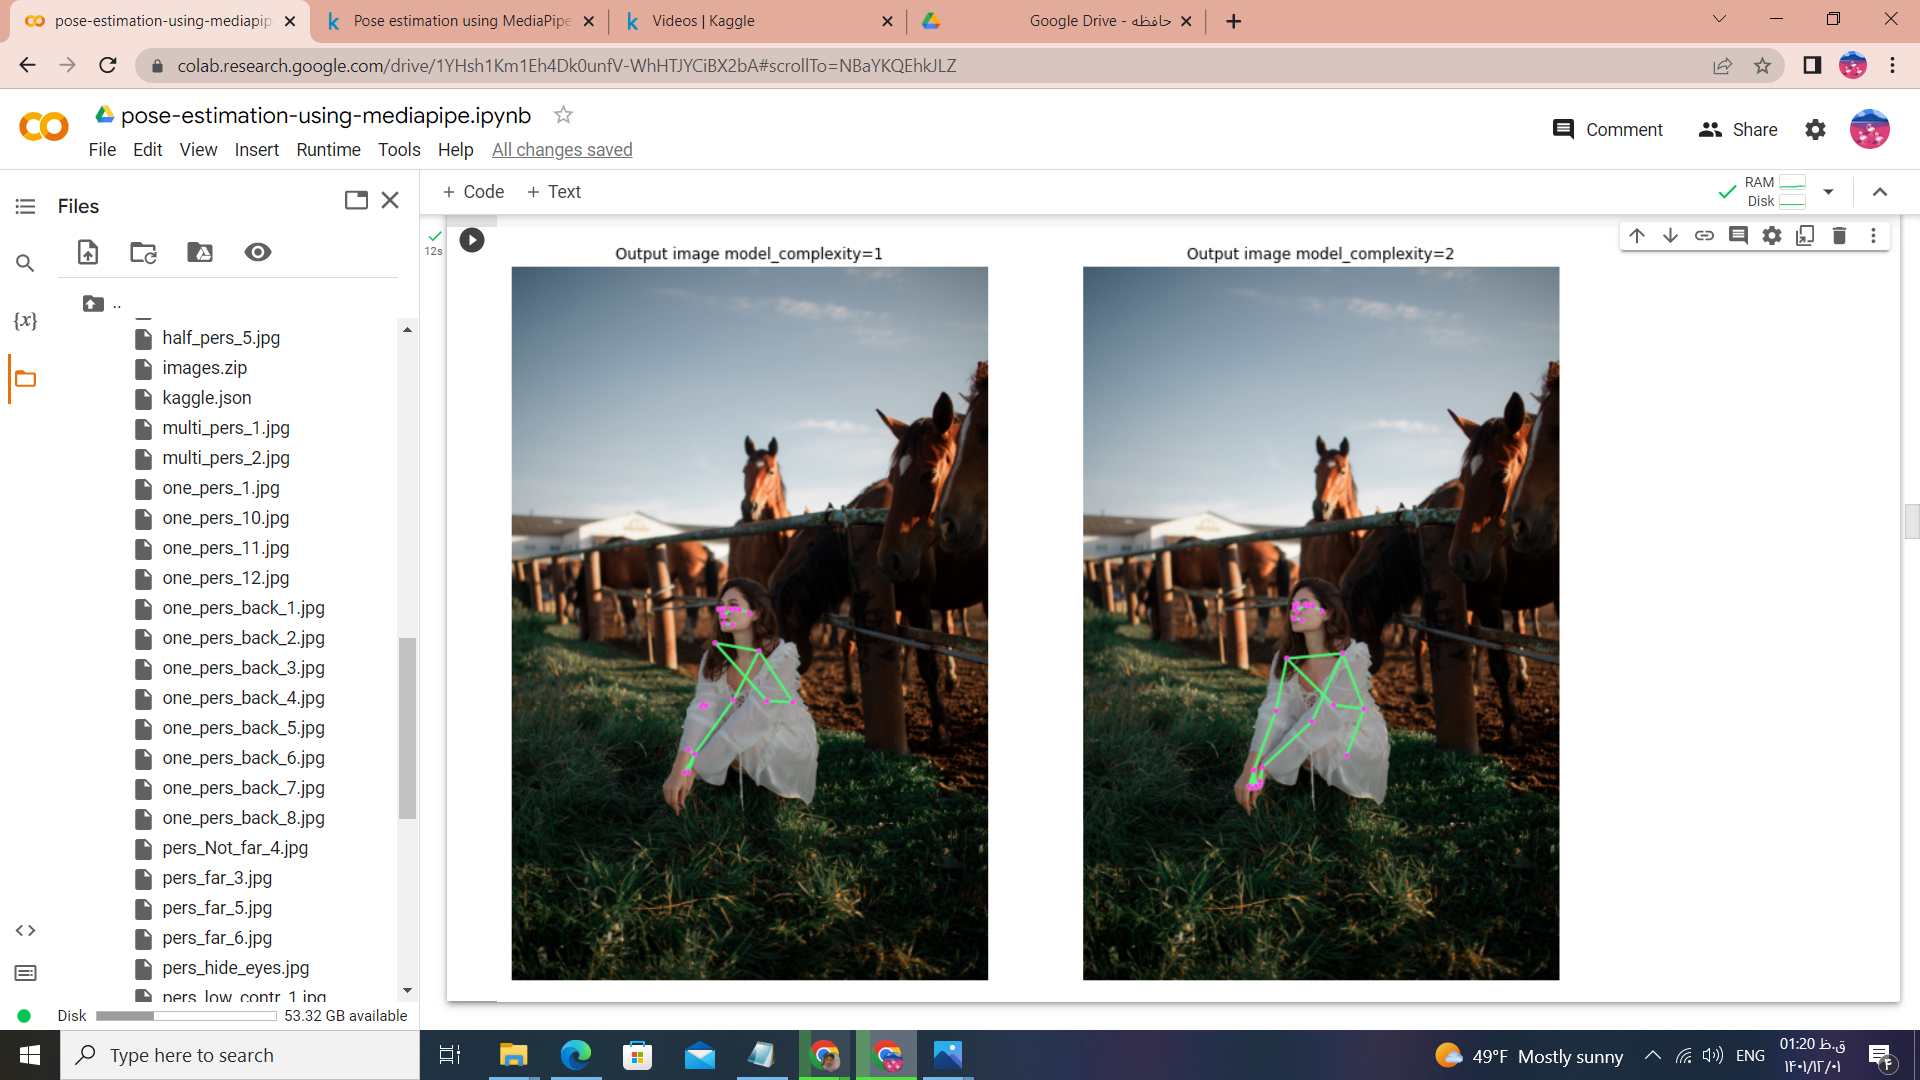 pose-estimation-using-mediapip
Pose estimation using MediaPipe
Videos | Kaggle
Google Drive - حافظه
colab.research.google.com/drive/1YHsh1Km1Eh4Dk0unfV-WhHTJYCiBX2bA#scrollTo=NBaYKQEhkJLZ
pose-estimation-using-mediapipe.ipynb
File Edit View Insert Runtime Tools Help All changes saved
Comment
Share
Files
+ Code + Text
RAM
Disk
12s
Output image model_complexity=1
Output image model_complexity=2
{x}
..
half_pers_5.jpg
images.zip
kaggle.json
multi_pers_1.jpg
multi_pers_2.jpg
one_pers_1.jpg
one_pers_10.jpg
one_pers_11.jpg
one_pers_12.jpg
one_pers_back_1.jpg
one_pers_back_2.jpg
one_pers_back_3.jpg
one_pers_back_4.jpg
one_pers_back_5.jpg
one_pers_back_6.jpg
one_pers_back_7.jpg
one_pers_back_8.jpg
pers_Not_far_4.jpg
pers_far_3.jpg
pers_far_5.jpg
pers_far_6.jpg
pers_hide_eyes.jpg
pers_low_contr_1.jpg
Disk 53.32 GB available
Type here to search
49°F Mostly sunny
ENG
01:20 ق.ظ
۱۴۰۱/۱۲/۰۱
۴